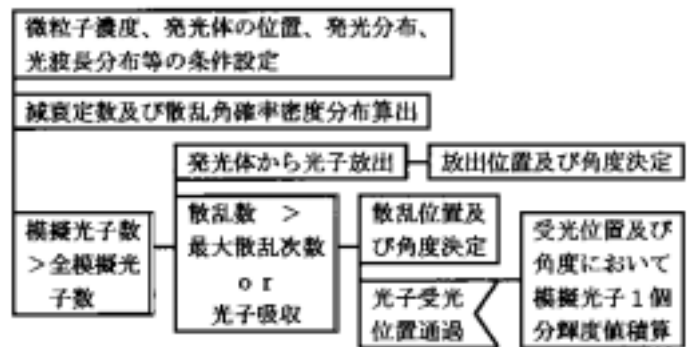 微粒子濃度、発光体の位置、発光分布、
光波長分布等の条件設定
減衰定数及び散乱角確率密度分布算出
発光体から光子放出
放出位置及び角度決定
模擬光子数
>全模擬光
子数
散乱数 >
最大散乱次数
or
光子吸収
散乱位置及
び角度決定
光子受光
位置通過
受光位置及び
角度において
模擬光子1個
分輝度値積算